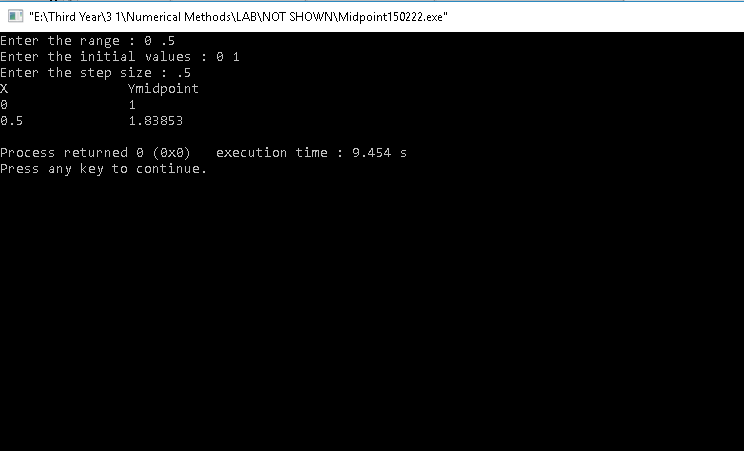 "E:\Third Year\3 1\Numerical Methods\LAB\NOT SHOWN\Midpoint150222.exe"
Enter the range : 0 .5
Enter the initial values : 0 1
Enter the step size : .5
X Ymidpoint
0 1
0.5 1.83853
Process returned 0 (0x0) execution time : 9.454 s
Press any key to continue.